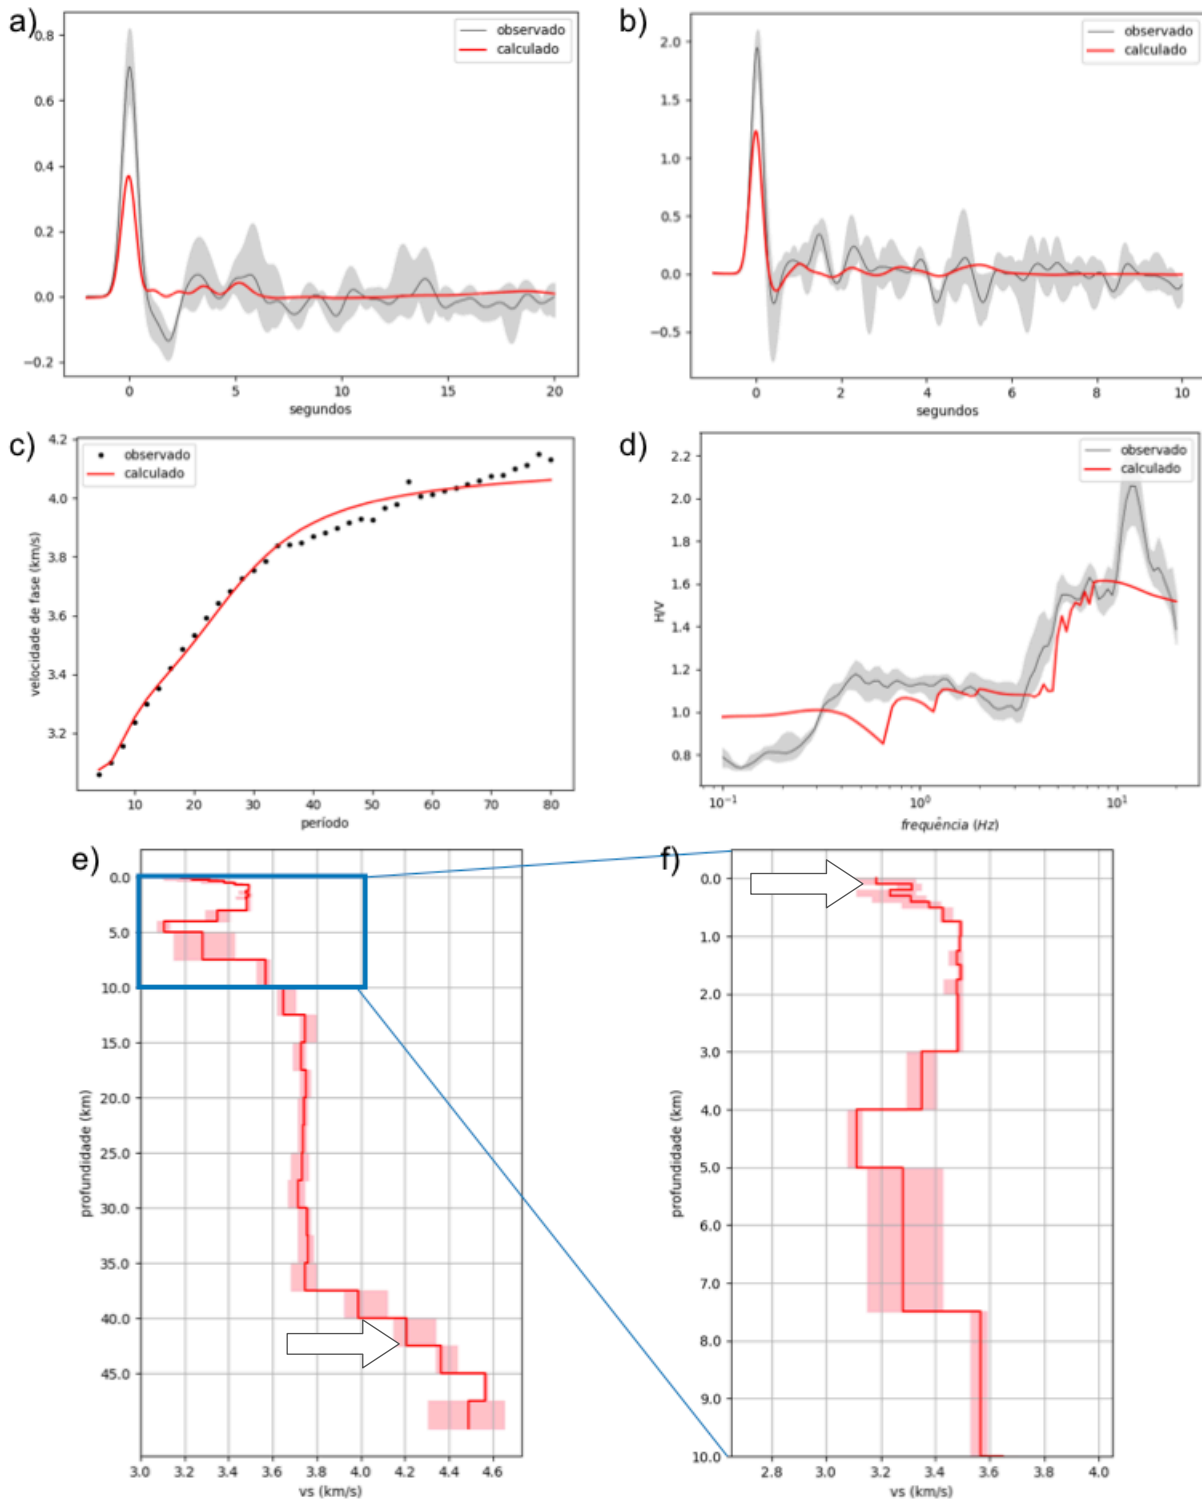 a)
observado
calculado
0.8
0.6
0.4
0.2
0.0
−0.2
0 5 10 15 20
segundos
b)
observado
calculado
2.0
1.5
1.0
0.5
0.0
−0.5
0 2 4 6 8 10
segundos
c)
observado
calculado
4.2
4.0
3.8
3.6
3.4
3.2
velocidade de fase (km/s)
10 20 30 40 50 60 70 80
período
d)
observado
calculado
2.2
2.0
1.8
1.6
1.4
1.2
1.0
0.8
H/V
10⁻¹ 10⁰ 10¹
frequência (Hz)
e)
0.0
5.0
10.0
15.0
20.0
25.0
30.0
35.0
40.0
45.0
profundidade (km)
3.0 3.2 3.4 3.6 3.8 4.0 4.2 4.4 4.6
vs (km/s)
f)
0.0
1.0
2.0
3.0
4.0
5.0
6.0
7.0
8.0
9.0
10.0
profundidade (km)
2.8 3.0 3.2 3.4 3.6 3.8 4.0
vs (km/s)